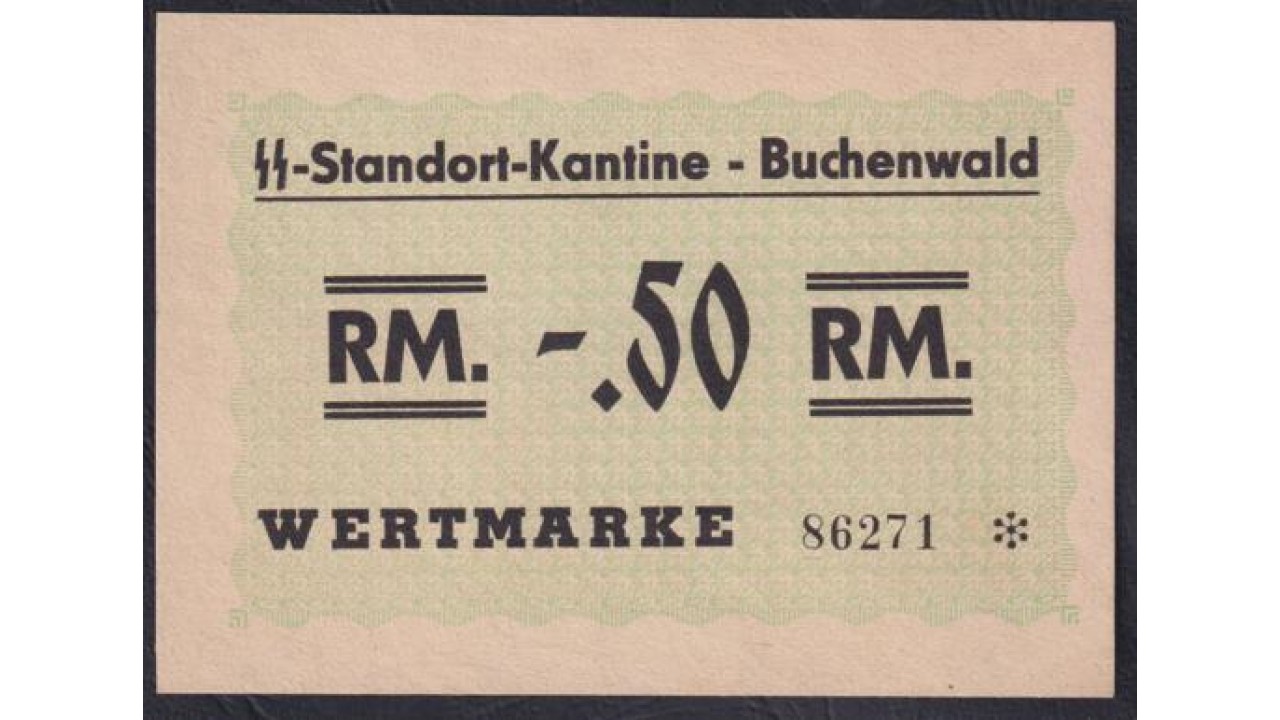 ϟϟ-Standort-Kantine - Buchenwald
RM. -.50 RM.
WERTMARKE 86271 *